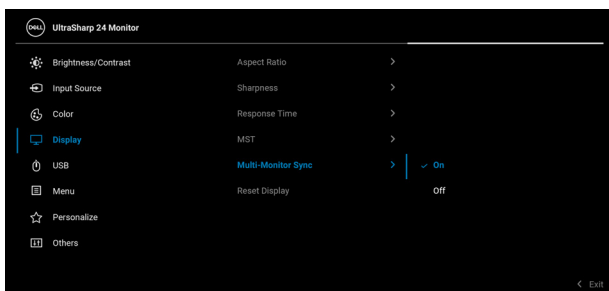 DELL UltraSharp 24 Monitor
Brightness/Contrast Aspect Ratio
Input Source Sharpness
Color Response Time
Display MST
USB Multi-Monitor Sync On
Menu Reset Display Off
Personalize
Others
Exit